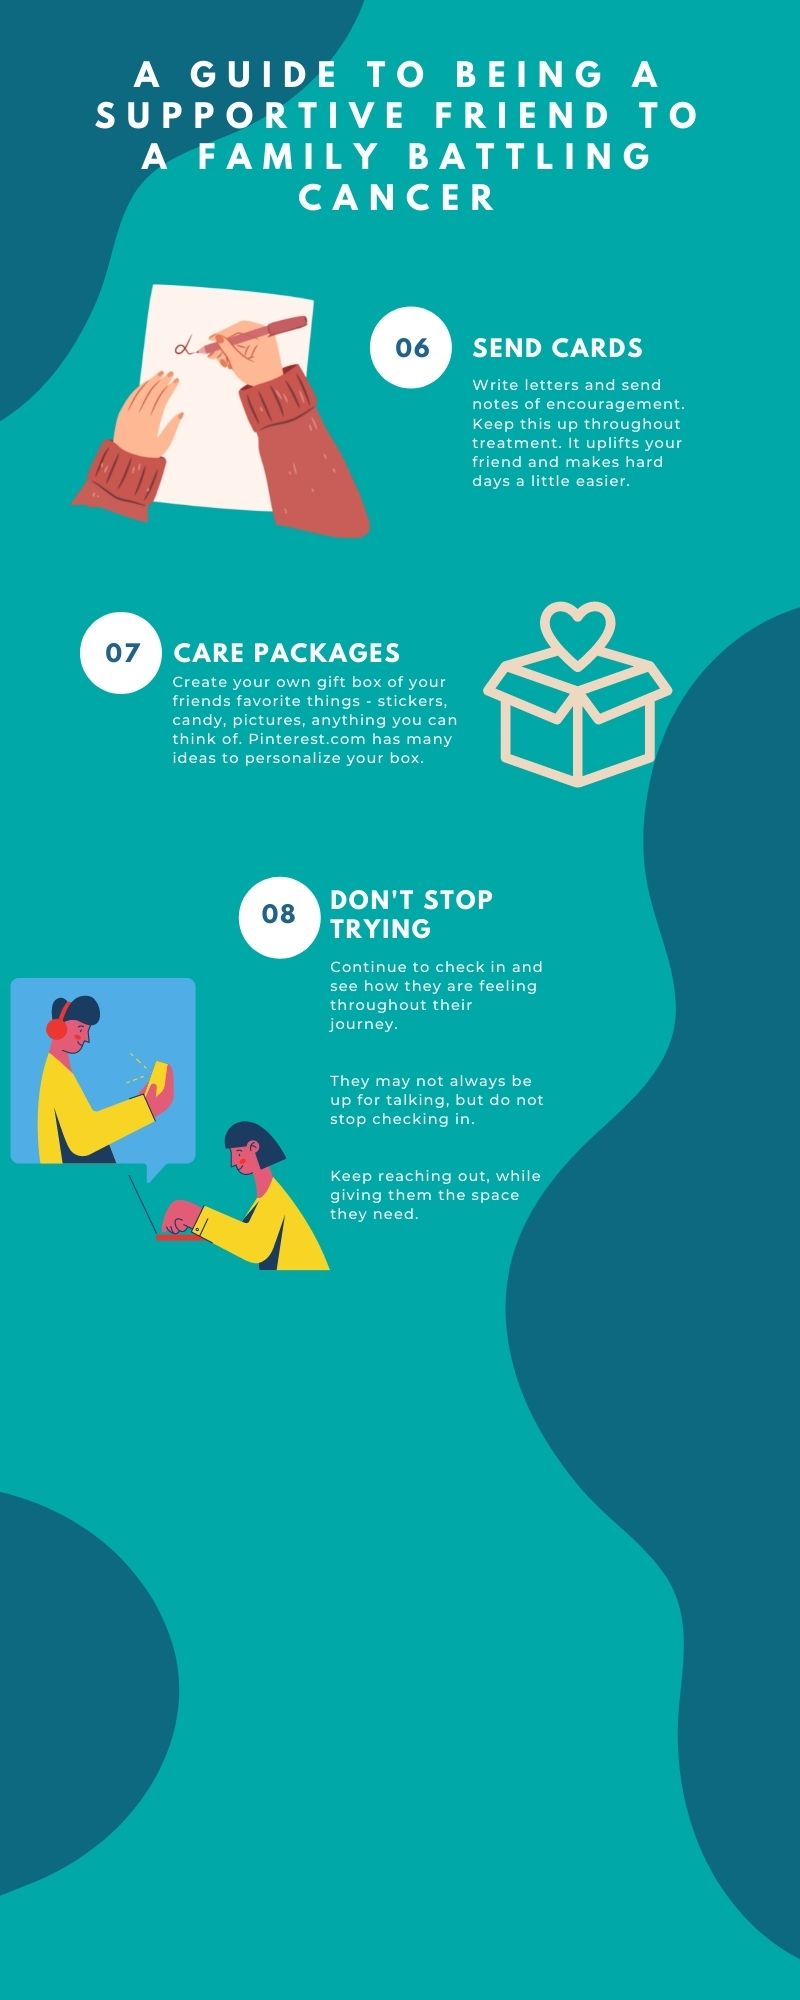 A GUIDE TO BEING A
SUPPORTIVE FRIEND TO
A FAMILY BATTLING
CANCER
06
SEND CARDS
Write letters and send
notes of encouragement.
Keep this up throughout
treatment. It uplifts your
friend and makes hard
days a little easier.
07
CARE PACKAGES
Create your own gift box of your
friends favorite things - stickers,
candy, pictures, anything you can
think of. Pinterest.com has many
ideas to personalize your box.
08
DON'T STOP
TRYING
Continue to check in and
see how they are feeling
throughout their
journey.
They may not always be
up for talking, but do not
stop checking in.
Keep reaching out, while
giving them the space
they need.